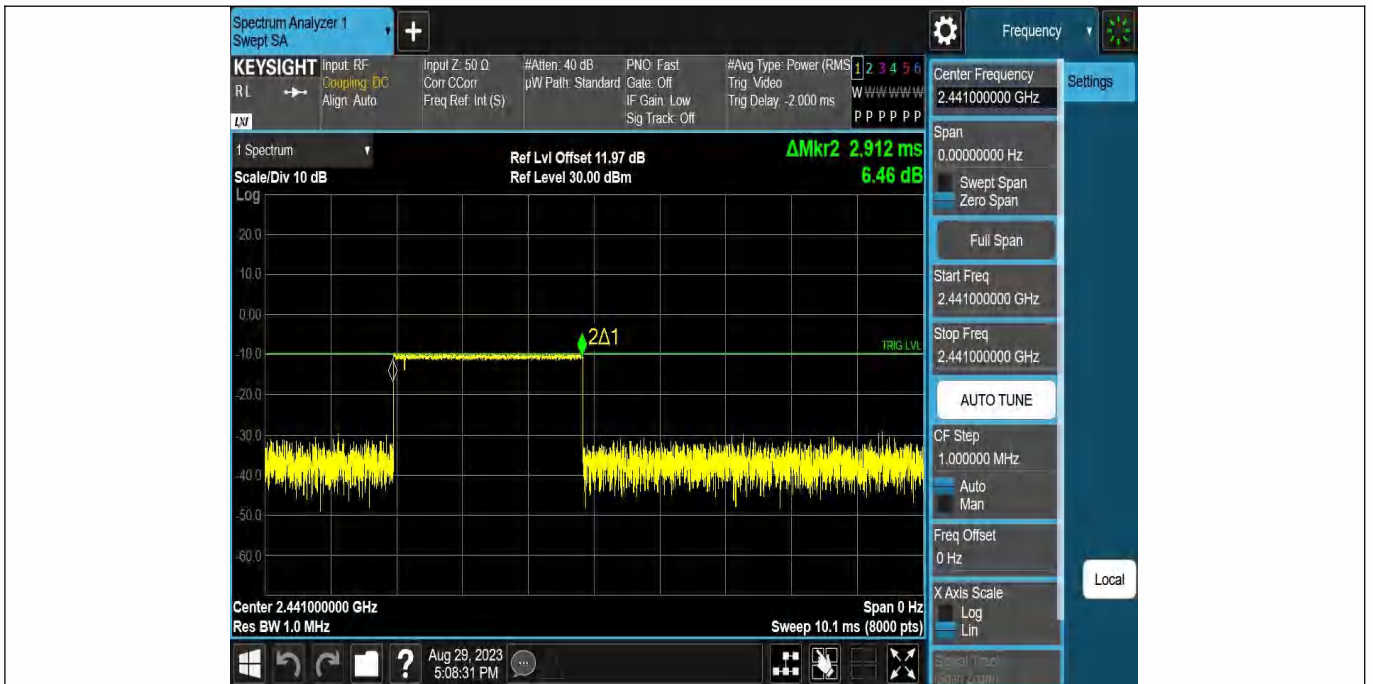 Spectrum Analyzer 1
Swept SA
Frequency
KEYSIGHT
RL
LXI
Input: RF
Coupling: DC
Align: Auto
Input Z: 50 Ω
Corr CCorr
Freq Ref: Int (S)
#Atten: 40 dB
µW Path: Standard
PNO: Fast
Gate: Off
IF Gain: Low
Sig Track: Off
#Avg Type: Power (RMS
Trig: Video
Trig Delay: -2.000 ms
1 2 3 4 5 6
W W W W W W
P P P P P P
Center Frequency
2.441000000 GHz
Settings
1 Spectrum
Scale/Div 10 dB
Log
Ref Lvl Offset 11.97 dB
Ref Level 30.00 dBm
ΔMkr2 2.912 ms
6.46 dB
Span
0.00000000 Hz
Swept Span
Zero Span
Full Span
Start Freq
2.441000000 GHz
Stop Freq
2.441000000 GHz
AUTO TUNE
CF Step
1.000000 MHz
Auto
Man
Freq Offset
0 Hz
X Axis Scale
Log
Lin
Signal Track
(Span Zoom)
Local
20.0
10.0
0.00
-10.0
-20.0
-30.0
-40.0
-50.0
-60.0
2Δ1
TRIG LVL
Center 2.441000000 GHz
Res BW 1.0 MHz
Span 0 Hz
Sweep 10.1 ms (8000 pts)
?
Aug 29, 2023
5:08:31 PM